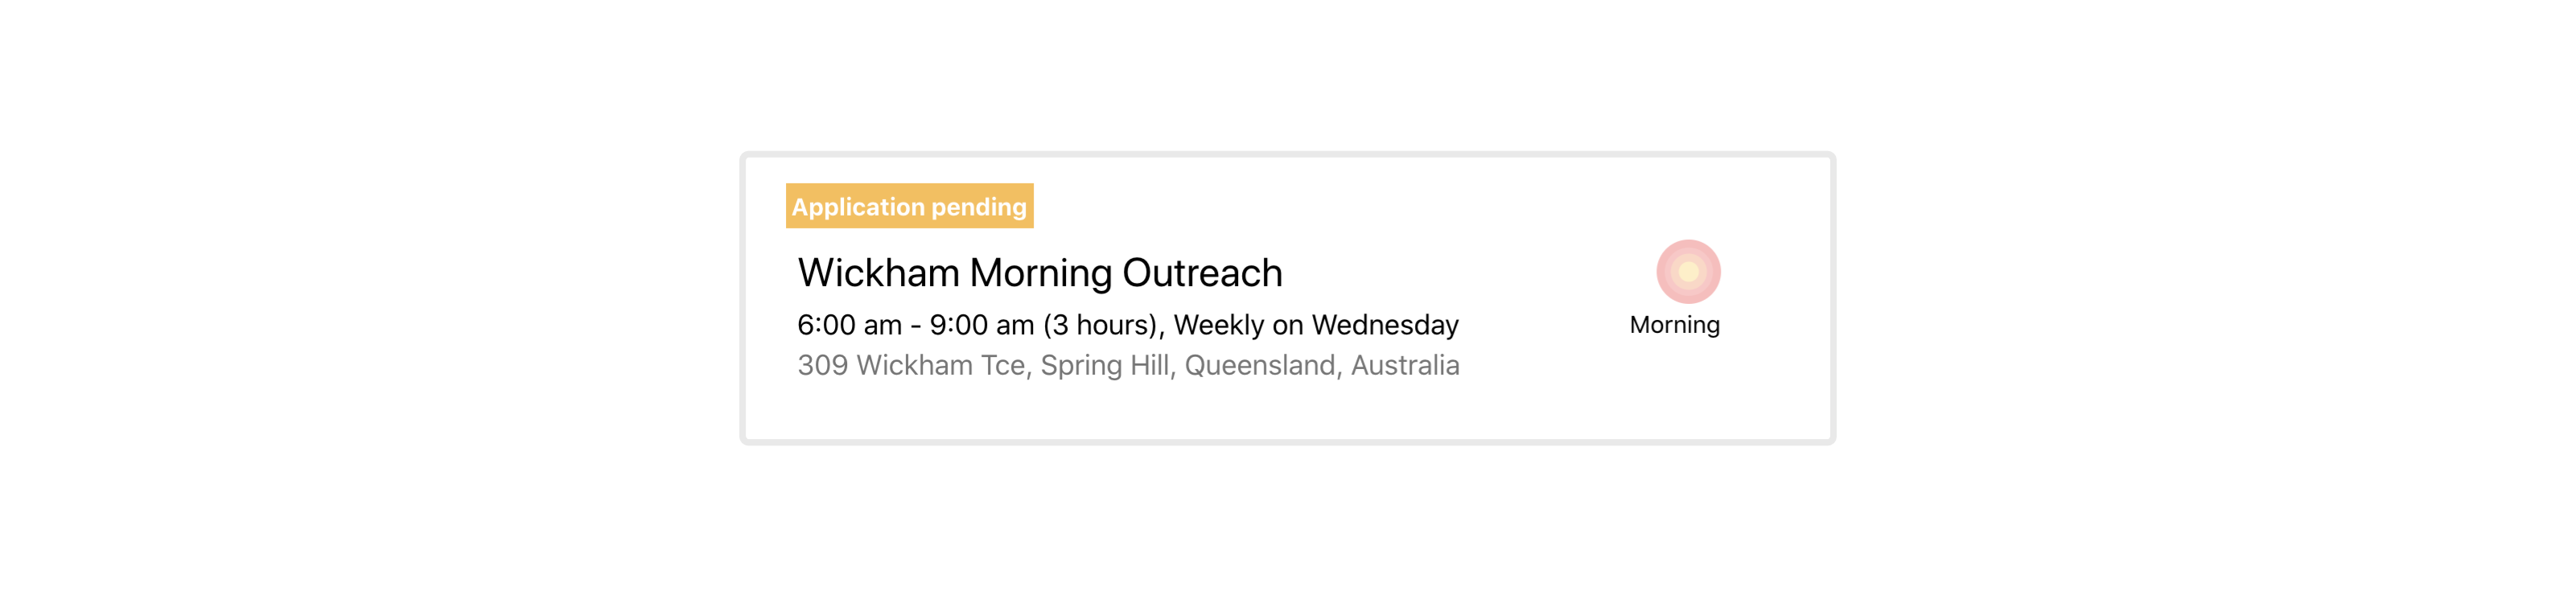 Application pending
Wickham Morning Outreach
6:00 am - 9:00 am (3 hours), Weekly on Wednesday
Morning
309 Wickham Tce, Spring Hill, Queensland, Australia